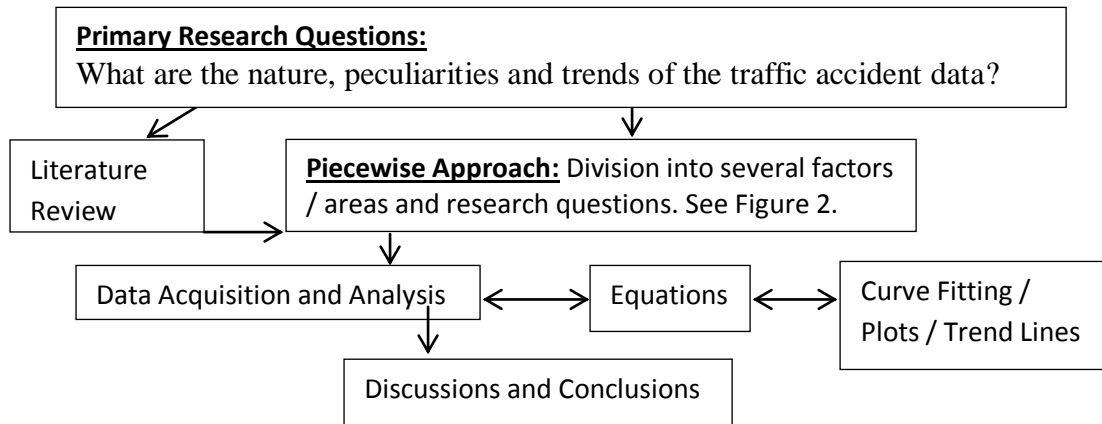 Primary Research Questions:
What are the nature, peculiarities and trends of the traffic accident data?
Literature
Review
Piecewise Approach: Division into several factors
/ areas and research questions. See Figure 2.
Data Acquisition and Analysis
Equations
Curve Fitting /
Plots / Trend Lines
Discussions and Conclusions